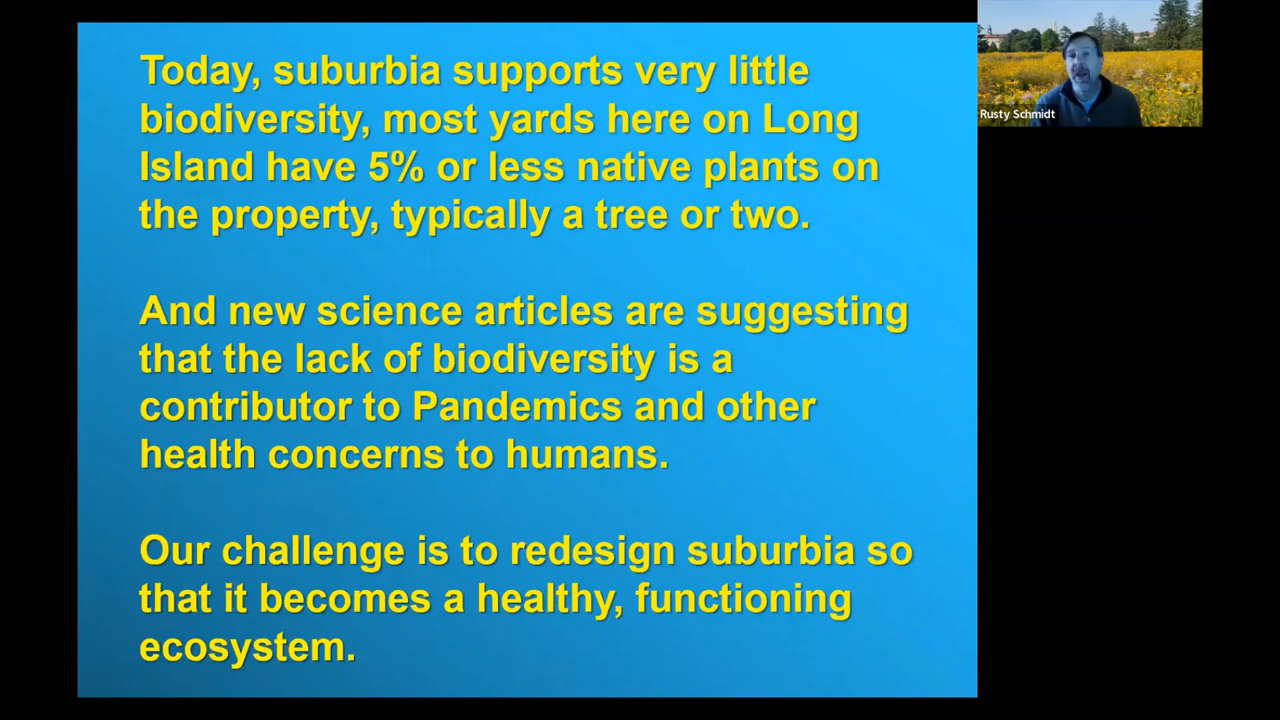 Today, suburbia supports very little
biodiversity, most yards here on Long
Island have 5% or less native plants on
the property, typically a tree or two.
And new science articles are suggesting
that the lack of biodiversity is a
contributor to Pandemics and other
health concerns to humans.
Our challenge is to redesign suburbia so
that it becomes a healthy, functioning
ecosystem.
Rusty Schmidt